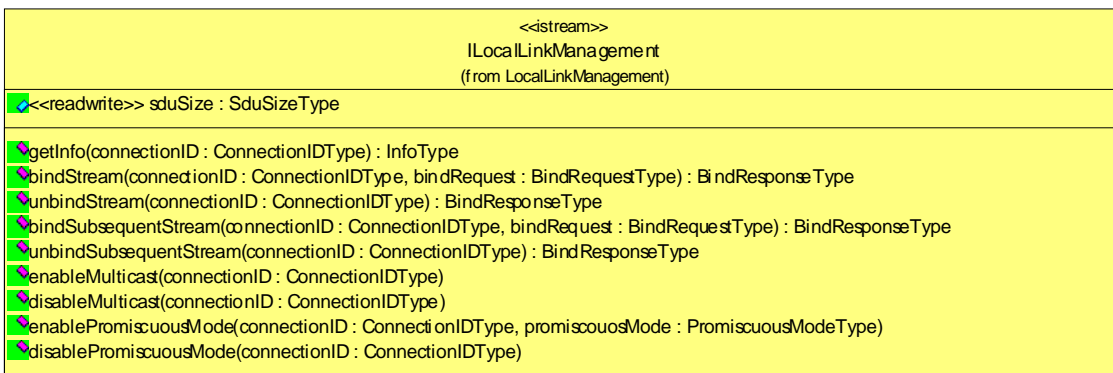 <<istream>>
ILocalLinkManagement
(from LocalLinkManagement)
<<readwrite>> sduSize : SduSizeType
getInfo(connectionID : ConnectionIDType) : InfoType
bindStream(connectionID : ConnectionIDType, bindRequest : BindRequestType) : BindResponseType
unbindStream(connectionID : ConnectionIDType) : BindResponseType
bindSubsequentStream(connectionID : ConnectionIDType, bindRequest : BindRequestType) : BindResponseType
unbindSubsequentStream(connectionID : ConnectionIDType) : BindResponseType
enableMulticast(connectionID : ConnectionIDType)
disableMulticast(connectionID : ConnectionIDType)
enablePromiscuousMode(connectionID : ConnectionIDType, promiscouosMode : PromiscuousModeType)
disablePromiscuousMode(connectionID : ConnectionIDType)